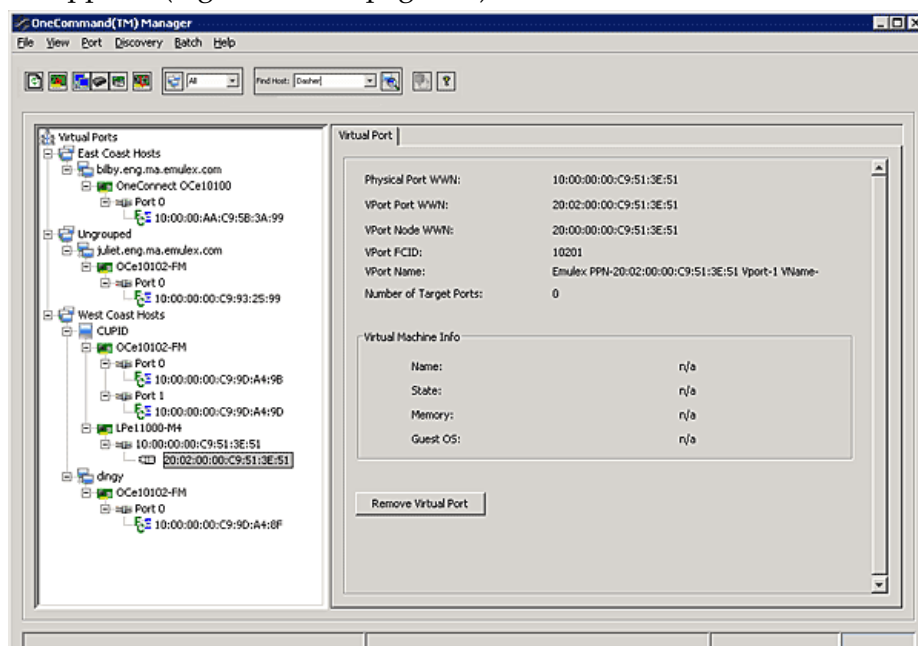 OneCommand(TM) Manager
File View Port Discovery Batch Help
All
Find Host: Dasher
Virtual Ports
East Coast Hosts
bilby.eng.ma.emulex.com
OneConnect OCe10100
Port 0
10:00:00:AA:C9:5B:3A:99
Ungrouped
juliet.eng.ma.emulex.com
OCe10102-FM
Port 0
10:00:00:00:C9:93:25:99
West Coast Hosts
CUPID
OCe10102-FM
Port 0
10:00:00:00:C9:9D:A4:9B
Port 1
10:00:00:00:C9:9D:A4:9D
LPe11000-M4
10:00:00:00:C9:51:3E:51
20:02:00:00:C9:51:3E:51
dingy
OCe10102-FM
Port 0
10:00:00:00:C9:9D:A4:8F
Virtual Port
Physical Port WWN: 10:00:00:00:C9:51:3E:51
VPort Port WWN: 20:02:00:00:C9:51:3E:51
VPort Node WWN: 20:00:00:00:C9:51:3E:51
VPort FCID: 10201
VPort Name: Emulex PPN-20:02:00:00:C9:51:3E:51 Vport-1 VName-
Number of Target Ports: 0
Virtual Machine Info
Name: n/a
State: n/a
Memory: n/a
Guest OS: n/a
Remove Virtual Port